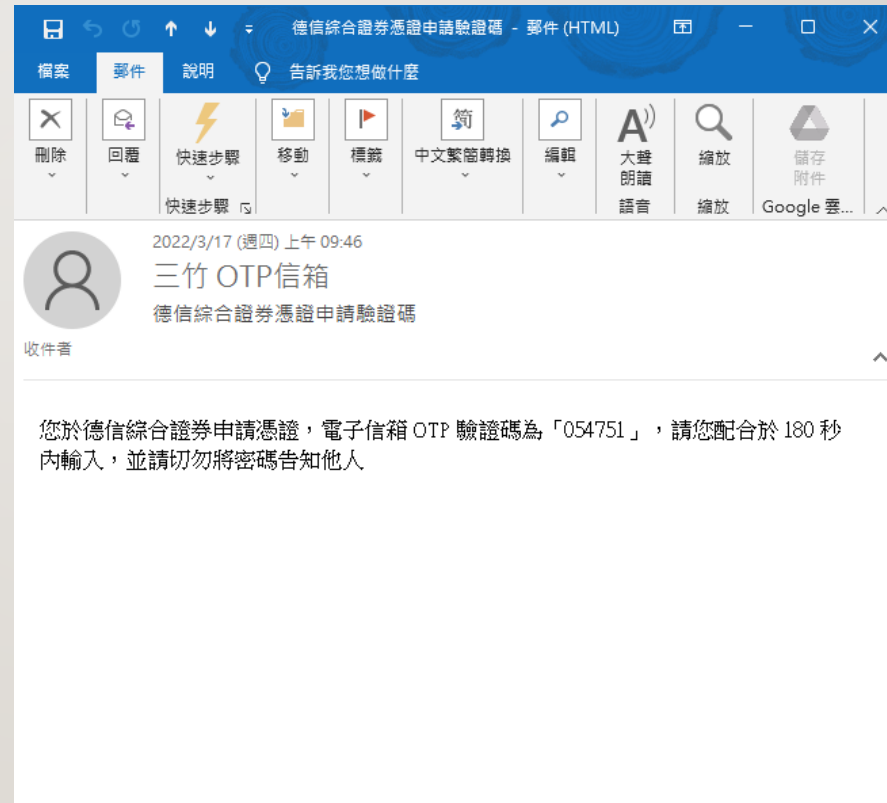 德信綜合證券憑證申請驗證碼 - 郵件 (HTML)
檔案 郵件 說明 告訴我您想做什麼
刪除 回覆 快速步驟 移動 標籤 简 中文繁簡轉換 編輯 A 大聲朗讀 縮放 儲存附件
快速步驟 語音 縮放 Google 雲...
2022/3/17 (週四) 上午 09:46
三竹 OTP信箱
德信綜合證券憑證申請驗證碼
收件者
您於德信綜合證券申請憑證，電子信箱 OTP 驗證碼為「054751」，請您配合於 180 秒
內輸入，並請切勿將密碼告知他人